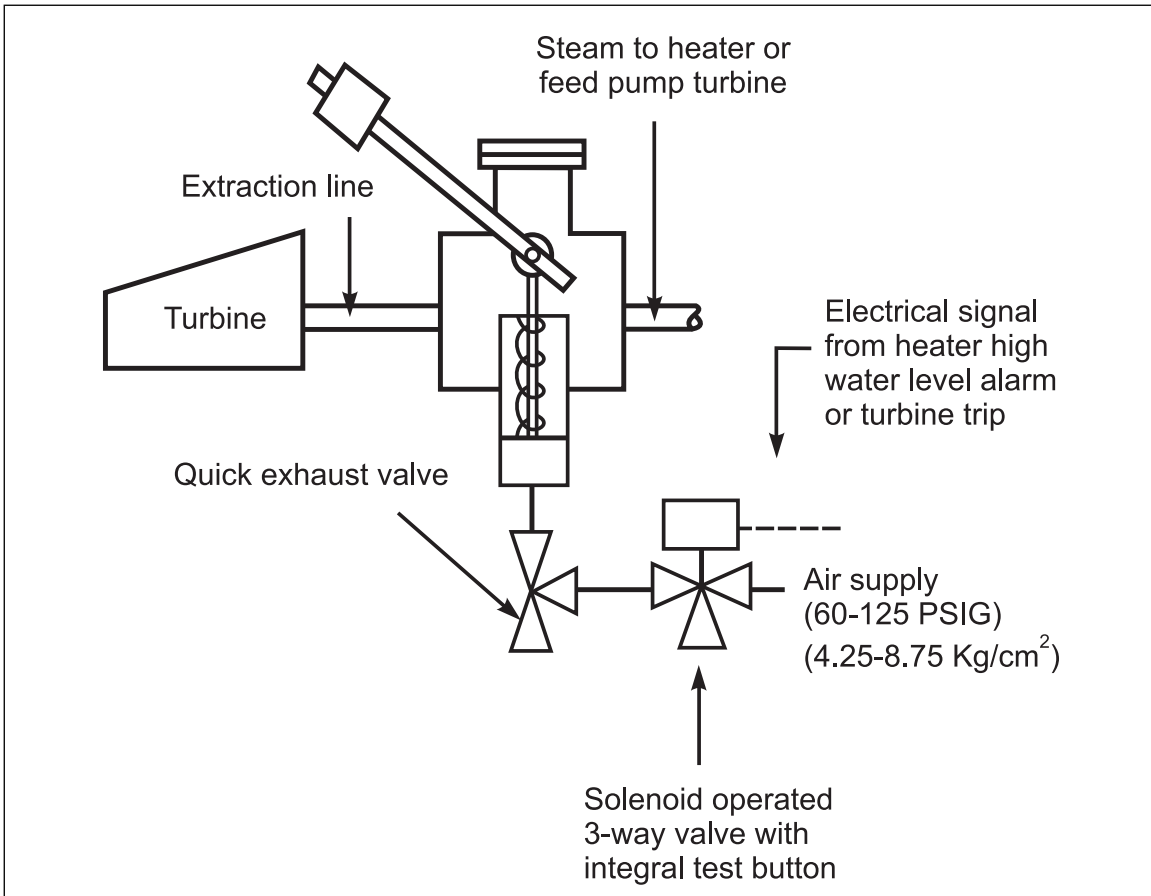 Steam to heater or
feed pump turbine
Extraction line
Turbine
Electrical signal
from heater high
water level alarm
or turbine trip
Quick exhaust valve
Air supply
(60-125 PSIG)
(4.25-8.75 Kg/cm²)
Solenoid operated
3-way valve with
integral test button